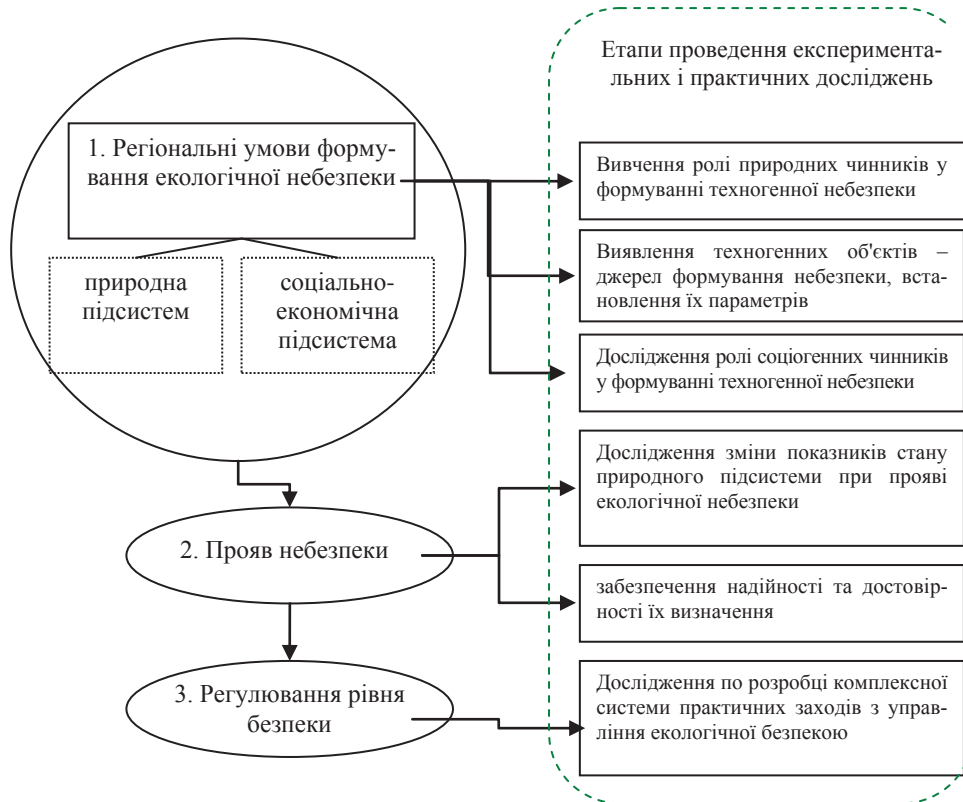 Етапи проведення експеримента-
льних і практичних досліджень
1. Регіональні умови форму-
вання екологічної небезпеки
природна
підсистем
соціально-
економічна
підсистема
Вивчення ролі природних чинників у
формуванні техногенної небезпеки
Виявлення техногенних об'єктів –
джерел формування небезпеки, вста-
новлення їх параметрів
Дослідження ролі соціогенних чинників
у формуванні техногенної небезпеки
2. Прояв небезпеки
Дослідження зміни показників стану
природного підсистеми при прояві
екологічної небезпеки
забезпечення надійності та достовір-
ності їх визначення
3. Регулювання рівня
безпеки
Дослідження по розробці комплексної
системи практичних заходів з управ-
ління екологічної безпекою